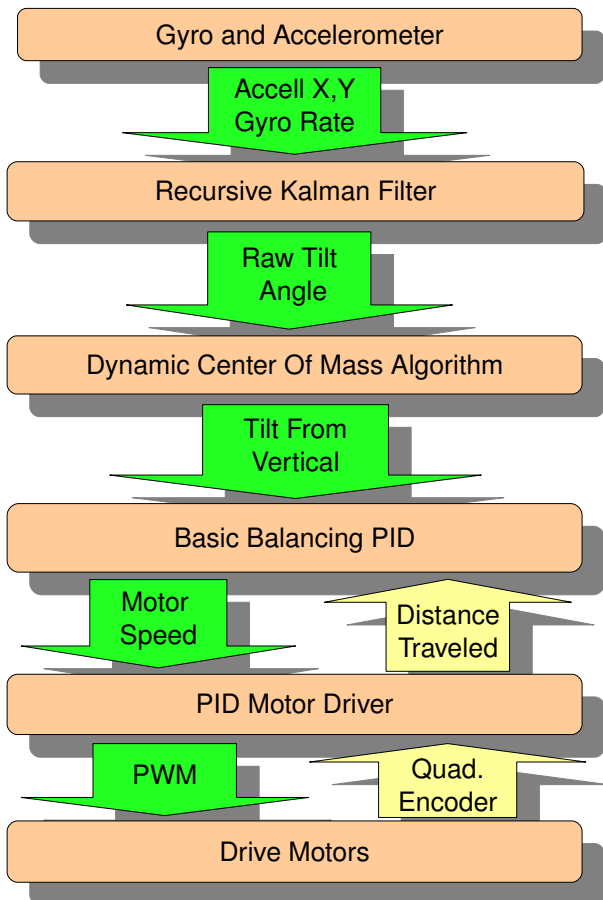 Gyro and Accelerometer
Accell X,Y
Gyro Rate
Recursive Kalman Filter
Raw Tilt
Angle
Dynamic Center Of Mass Algorithm
Tilt From
Vertical
Basic Balancing PID
Motor
Speed
Distance
Traveled
PID Motor Driver
PWM
Quad.
Encoder
Drive Motors